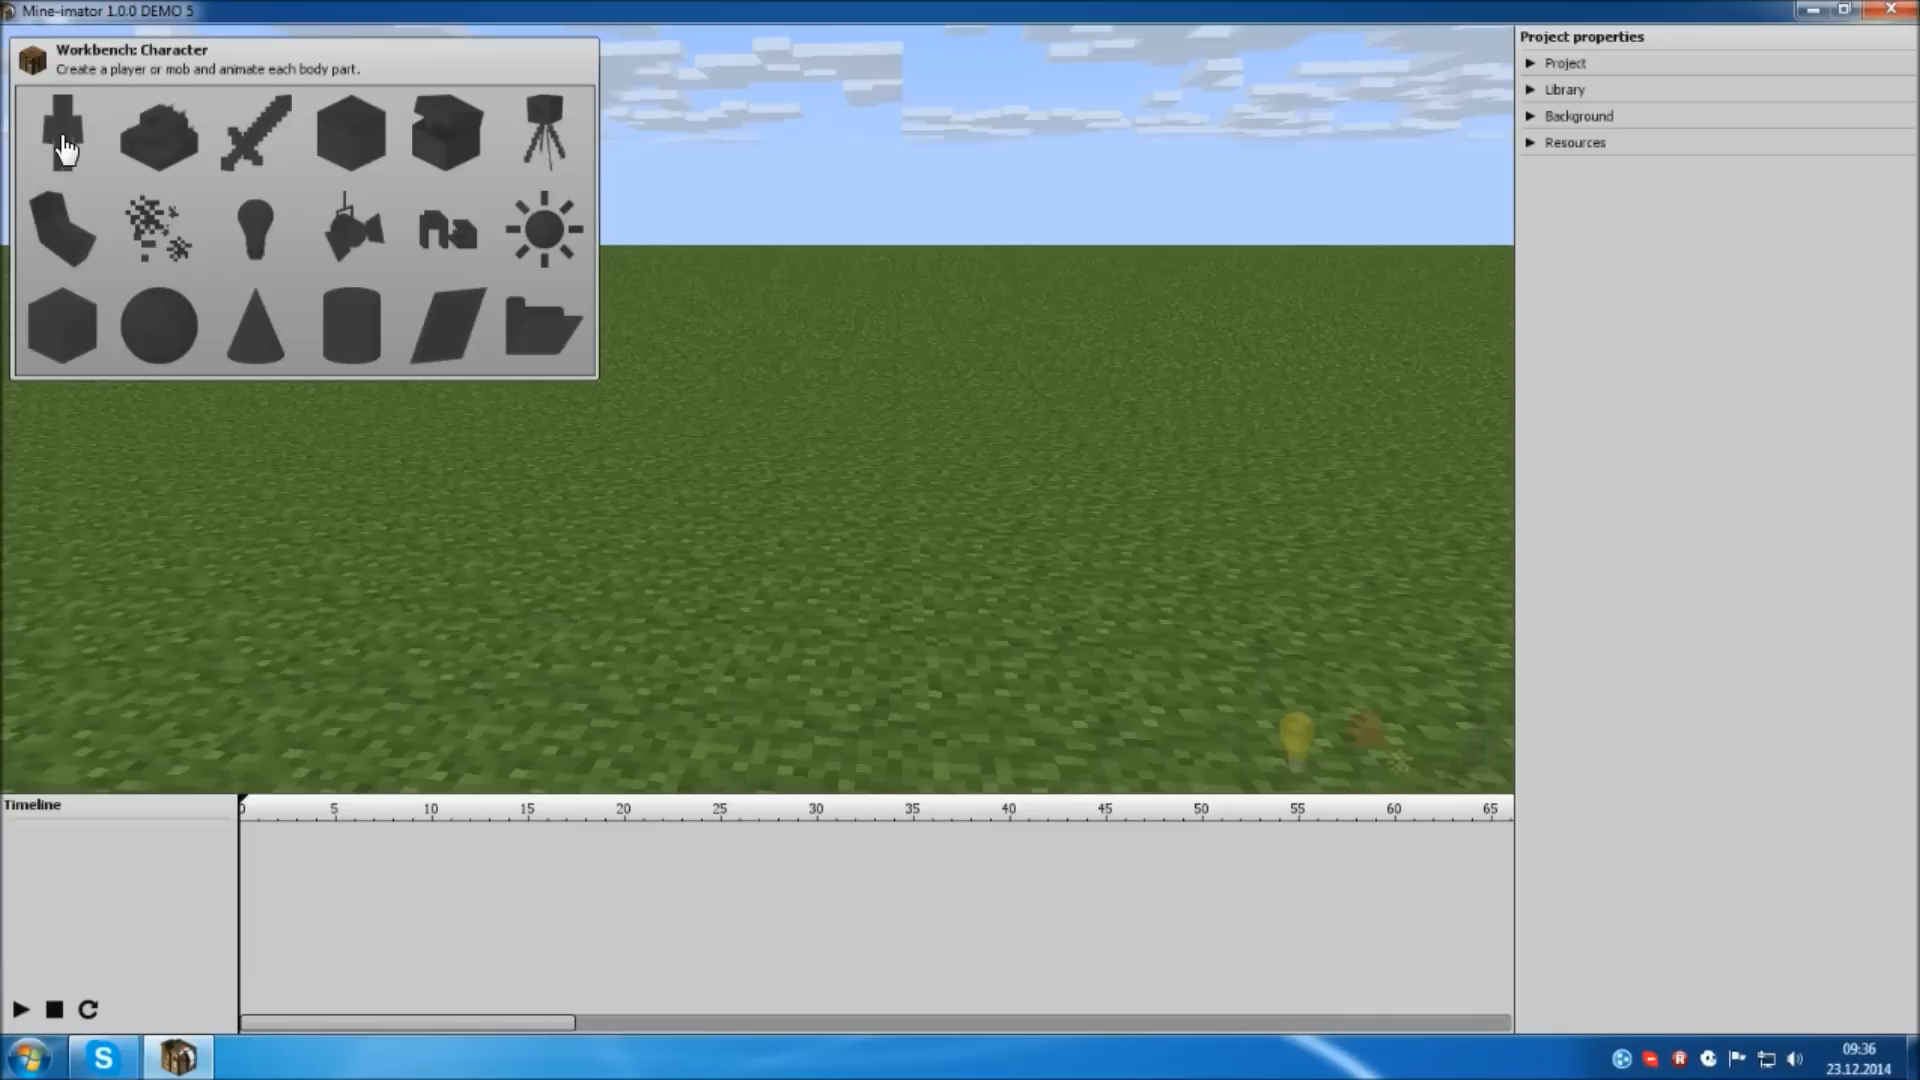 Mine-imator 1.0.0 DEMO 5
Workbench: Character
Create a player or mob and animate each body part.
Project properties
Project
Library
Background
Resources
Timeline
0 5 10 15 20 25 30 35 40 45 50 55 60 65
S
R
09:36
23.12.2014